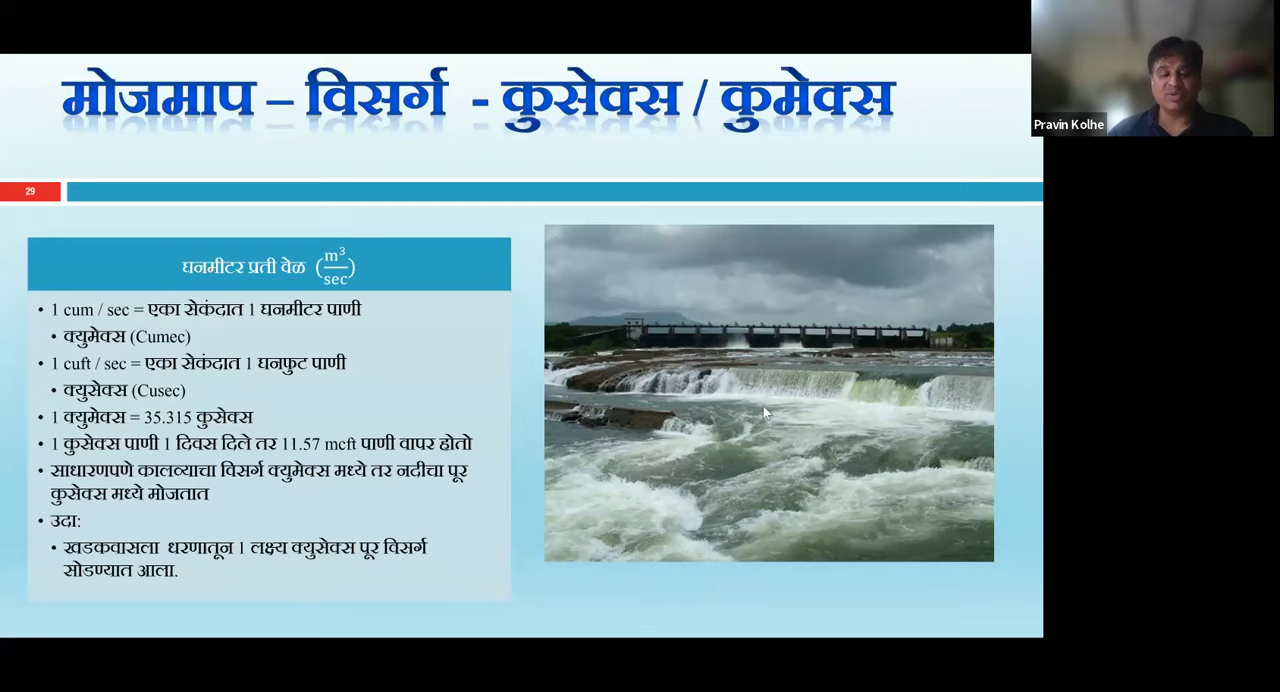 मोजमाप – विसर्ग - कुसेक्स / कुमेक्स
Pravin Kolhe
29
घनमीटर प्रती वेळ (m³/sec)
• 1 cum / sec = एका सेकंदात 1 घनमीटर पाणी
• क्युमेक्स (Cumec)
• 1 cuft / sec = एका सेकंदात 1 घनफुट पाणी
• क्युसेक्स (Cusec)
• 1 क्युमेक्स = 35.315 कुसेक्स
• 1 कुसेक्स पाणी 1 दिवस दिले तर 11.57 mcft पाणी वापर होतो
• साधारणपणे कालव्याचा विसर्ग क्युमेक्स मध्ये तर नदीचा पूर
कुसेक्स मध्ये मोजतात
• उदा:
• खडकवासला धरणातून 1 लक्ष्य क्युसेक्स पूर विसर्ग
सोडण्यात आला.